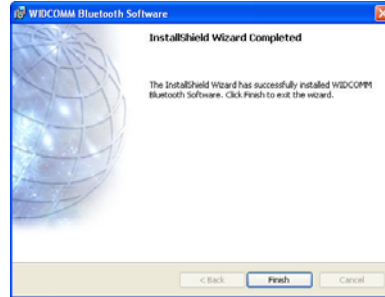 WIDCOMM Bluetooth Software
InstallShield Wizard Completed
The InstallShield Wizard has successfully installed WIDCOMM
Bluetooth Software. Click Finish to exit the wizard.
< Back Finish Cancel